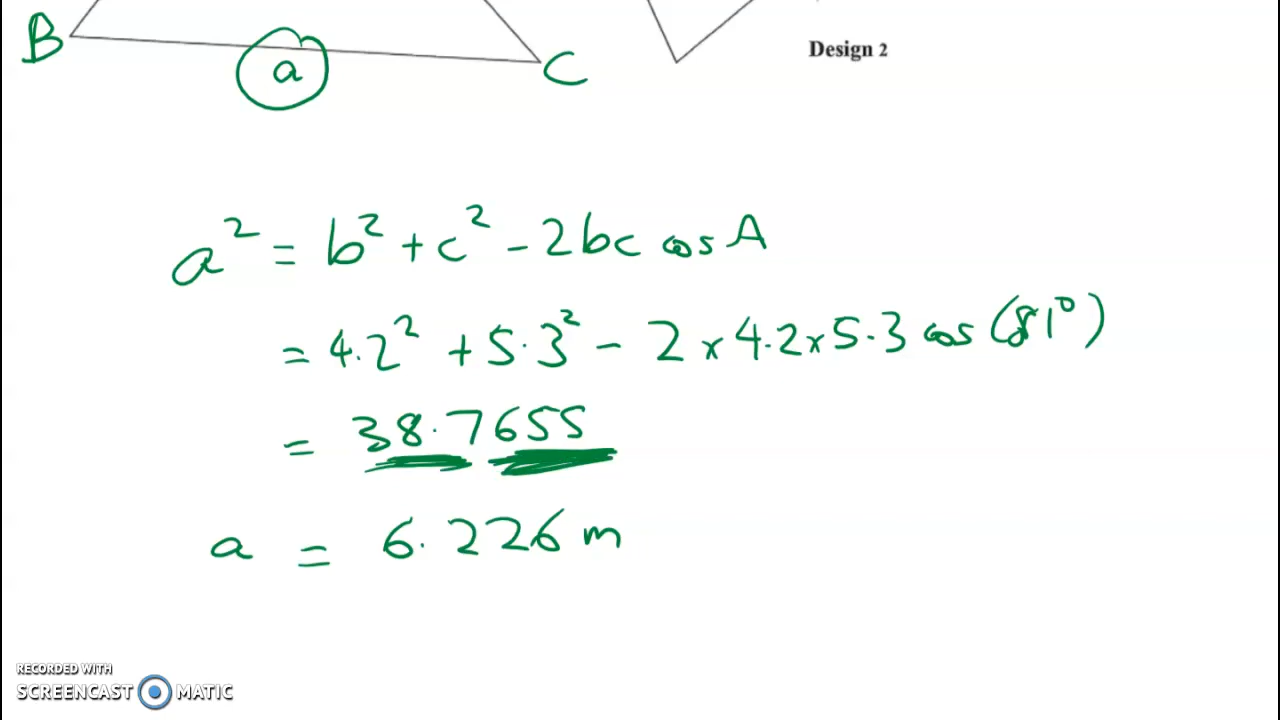 B
a
C
Design 2
a² = b² + c² - 2bc cos A
= 4.2² + 5.3² - 2 × 4.2 × 5.3 cos (81°)
= 38.7655
a = 6.226 m
RECORDED WITH
SCREENCAST MATIC